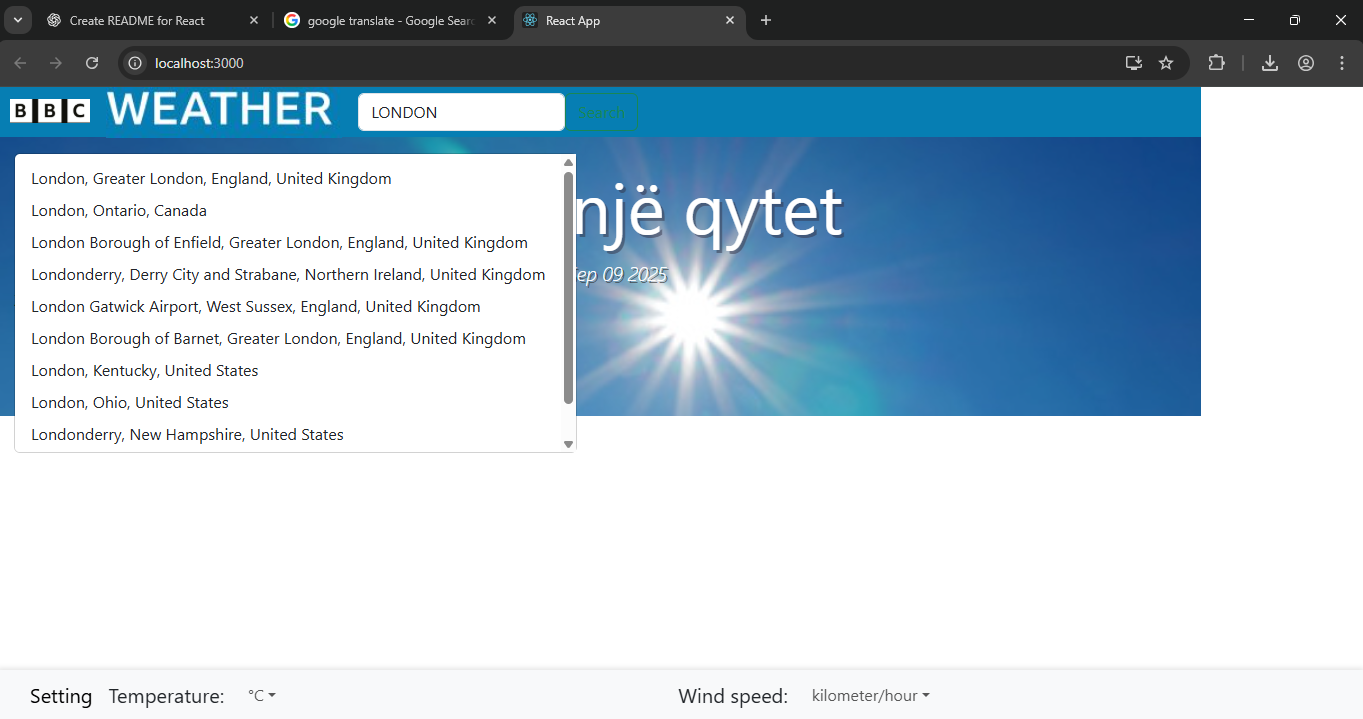 Create README for React
google translate - Google Sear
React App
localhost:3000
BBC WEATHER LONDON Search
një qytet
Sep 09 2025
London, Greater London, England, United Kingdom
London, Ontario, Canada
London Borough of Enfield, Greater London, England, United Kingdom
Londonderry, Derry City and Strabane, Northern Ireland, United Kingdom
London Gatwick Airport, West Sussex, England, United Kingdom
London Borough of Barnet, Greater London, England, United Kingdom
London, Kentucky, United States
London, Ohio, United States
Londonderry, New Hampshire, United States
Setting Temperature: °C Wind speed: kilometer/hour